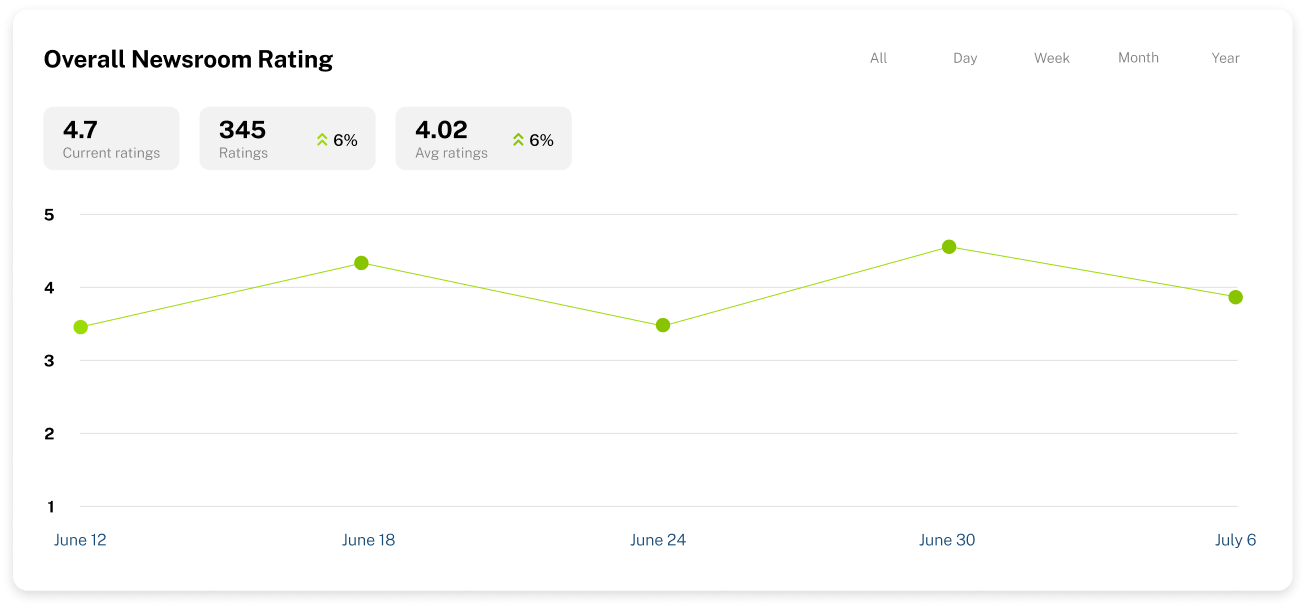 Overall Newsroom Rating
All Day Week Month Year
4.7
Current ratings
345
Ratings
6%
4.02
Avg ratings
6%
5
4
3
2
1
June 12 June 18 June 24 June 30 July 6